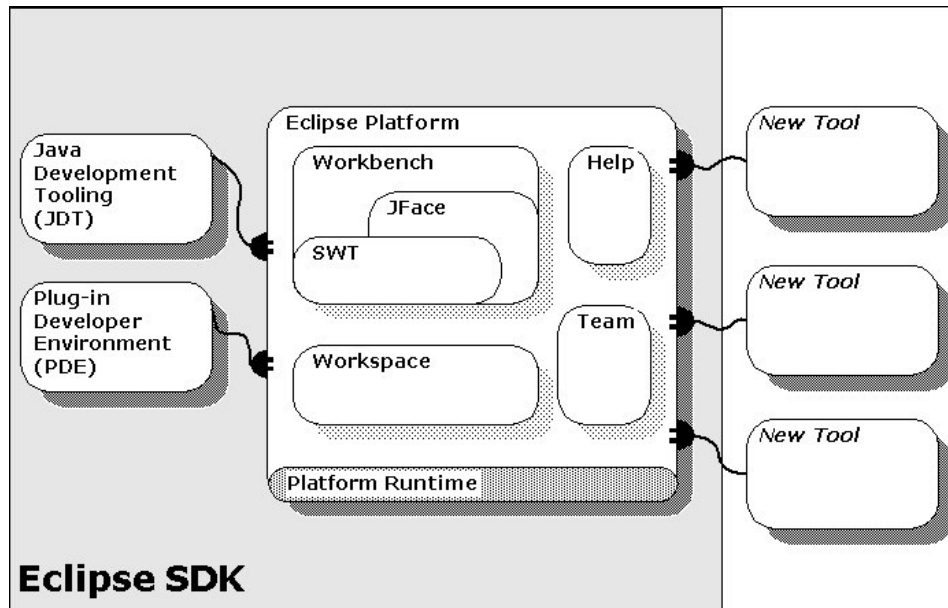 Eclipse Platform
Java
Development
Tooling
(JDT)
Workbench
JFace
SWT
Help
New Tool
Plug-in
Developer
Environment
(PDE)
Workspace
Team
New Tool
New Tool
Platform Runtime
Eclipse SDK